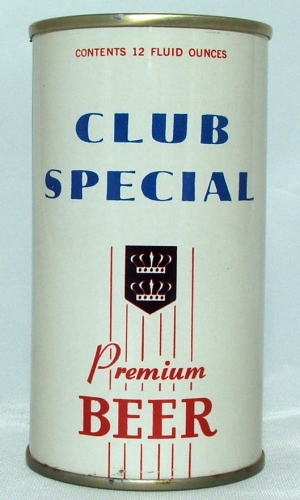 CONTENTS 12 FLUID OUNCES
CLUB
SPECIAL
Premium
BEER